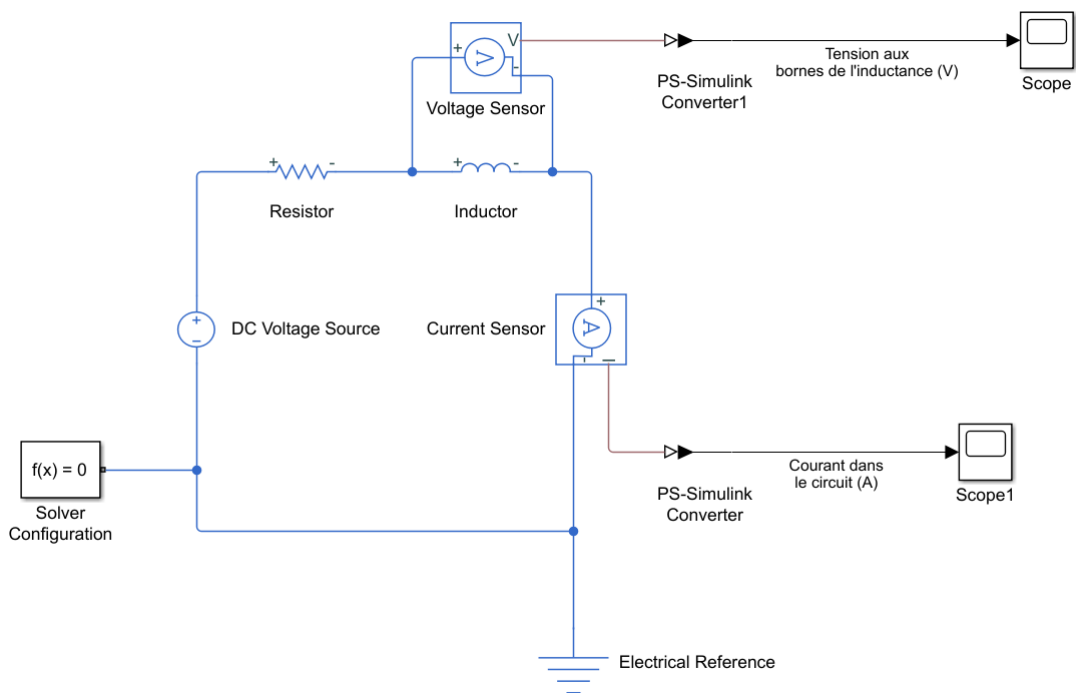 +
V
V
-
Voltage Sensor
PS-Simulink
Converter1
Tension aux
bornes de l'inductance (V)
Scope
+
-
Resistor
+
-
Inductor
+
−
DC Voltage Source
Current Sensor
+
A
-
I
f(x) = 0
Solver
Configuration
PS-Simulink
Converter
Courant dans
le circuit (A)
Scope1
Electrical Reference